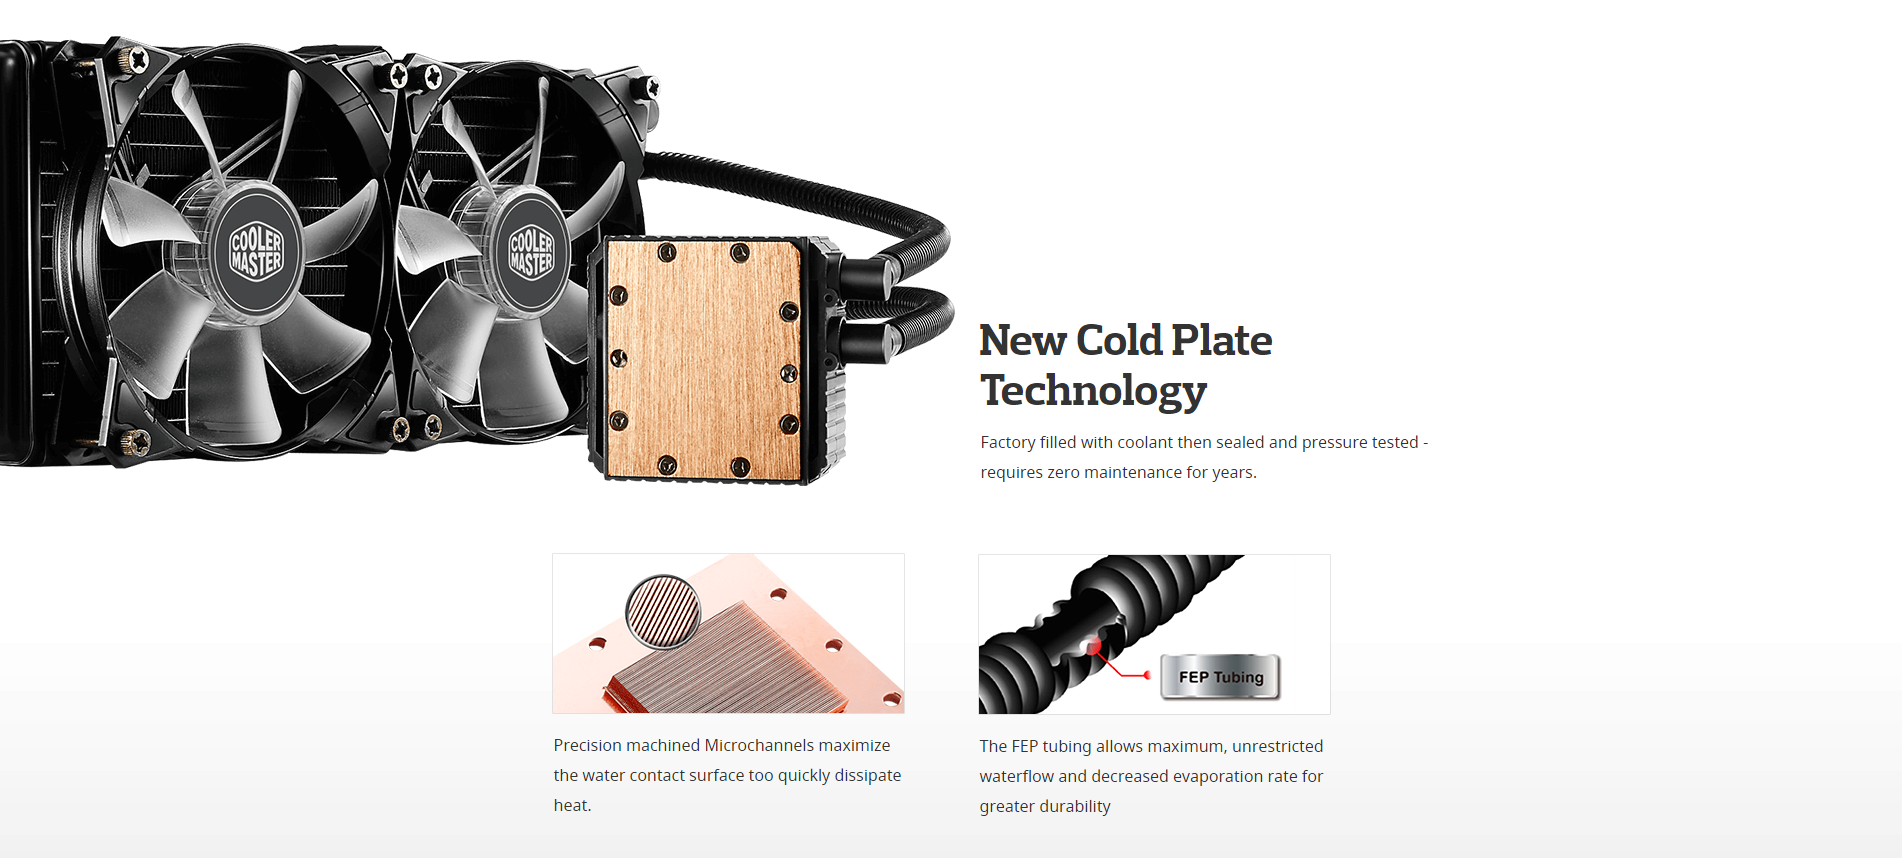 COOLER
MASTER
COOLER
MASTER
New Cold Plate
Technology
Factory filled with coolant then sealed and pressure tested -
requires zero maintenance for years.
FEP Tubing
Precision machined Microchannels maximize
the water contact surface too quickly dissipate
heat.
The FEP tubing allows maximum, unrestricted
waterflow and decreased evaporation rate for
greater durability